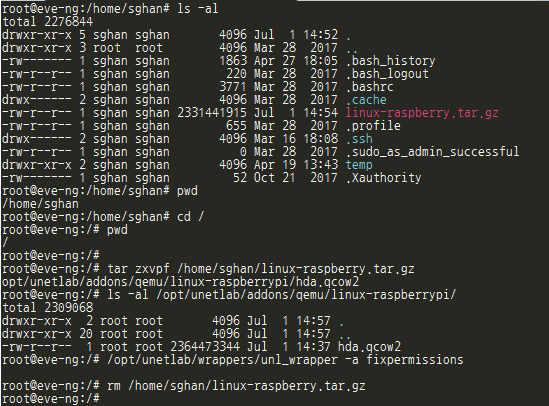 root@eve-ng:/home/sghan# ls -al
total 2276844
drwxr-xr-x 5 sghan sghan       4096 Jul  1 14:52 .
drwxr-xr-x 3 root  root        4096 Mar 28  2017 ..
-rw------- 1 sghan sghan       1863 Apr 27 18:05 .bash_history
-rw-r--r-- 1 sghan sghan        220 Mar 28  2017 .bash_logout
-rw-r--r-- 1 sghan sghan       3771 Mar 28  2017 .bashrc
drwx------ 2 sghan sghan       4096 Mar 28  2017 .cache
-rw-r--r-- 1 sghan sghan 2331441915 Jul  1 14:54 linux-raspberry.tar.gz
-rw-r--r-- 1 sghan sghan        655 Mar 28  2017 .profile
drwx------ 2 sghan sghan       4096 Mar 16 18:08 .ssh
-rw-r--r-- 1 sghan sghan          0 Mar 28  2017 .sudo_as_admin_successful
drwxr-xr-x 2 sghan sghan       4096 Apr 19 13:43 temp
-rw------- 1 sghan sghan         52 Oct 21  2017 .Xauthority
root@eve-ng:/home/sghan# pwd
/home/sghan
root@eve-ng:/home/sghan# cd /
root@eve-ng:/# pwd
/
root@eve-ng:/#
root@eve-ng:/# tar zxvpf /home/sghan/linux-raspberry.tar.gz
opt/unetlab/addons/qemu/linux-raspberrypi/hda.qcow2
root@eve-ng:/# ls -al /opt/unetlab/addons/qemu/linux-raspberrypi/
total 2309068
drwxr-xr-x  2 root root       4096 Jul  1 14:57 .
drwxr-xr-x 20 root root       4096 Jul  1 14:57 ..
-rw-r--r--  1 root root 2364473344 Jul  1 14:37 hda.qcow2
root@eve-ng:/# /opt/unetlab/wrappers/unl_wrapper -a fixpermissions
root@eve-ng:/# rm /home/sghan/linux-raspberry.tar.gz
root@eve-ng:/#